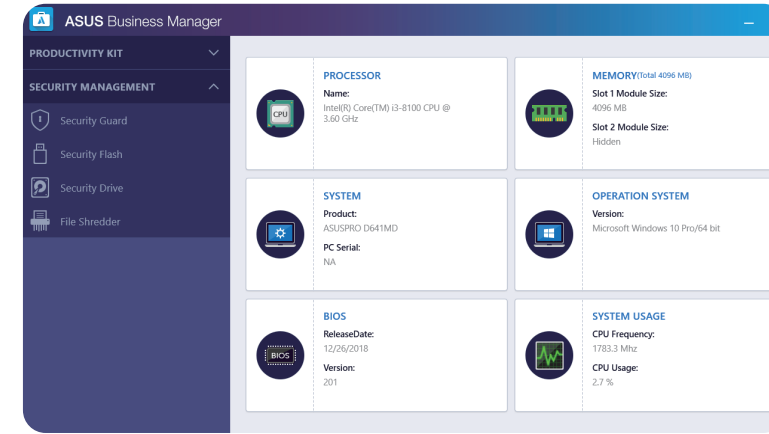 ASUS Business Manager
PRODUCTIVITY KIT
SECURITY MANAGEMENT
Security Guard
Security Flash
Security Drive
File Shredder
PROCESSOR
Name:
Intel(R) Core(TM) i3-8100 CPU @
3.60 GHz
CPU
MEMORY(Total 4096 MB)
Slot 1 Module Size:
4096 MB
Slot 2 Module Size:
Hidden
SYSTEM
Product:
ASUSPRO D641MD
PC Serial:
NA
OPERATION SYSTEM
Version:
Microsoft Windows 10 Pro/64 bit
BIOS
ReleaseDate:
12/26/2018
Version:
201
BIOS
SYSTEM USAGE
CPU Frequency:
1783.3 Mhz
CPU Usage:
2.7 %